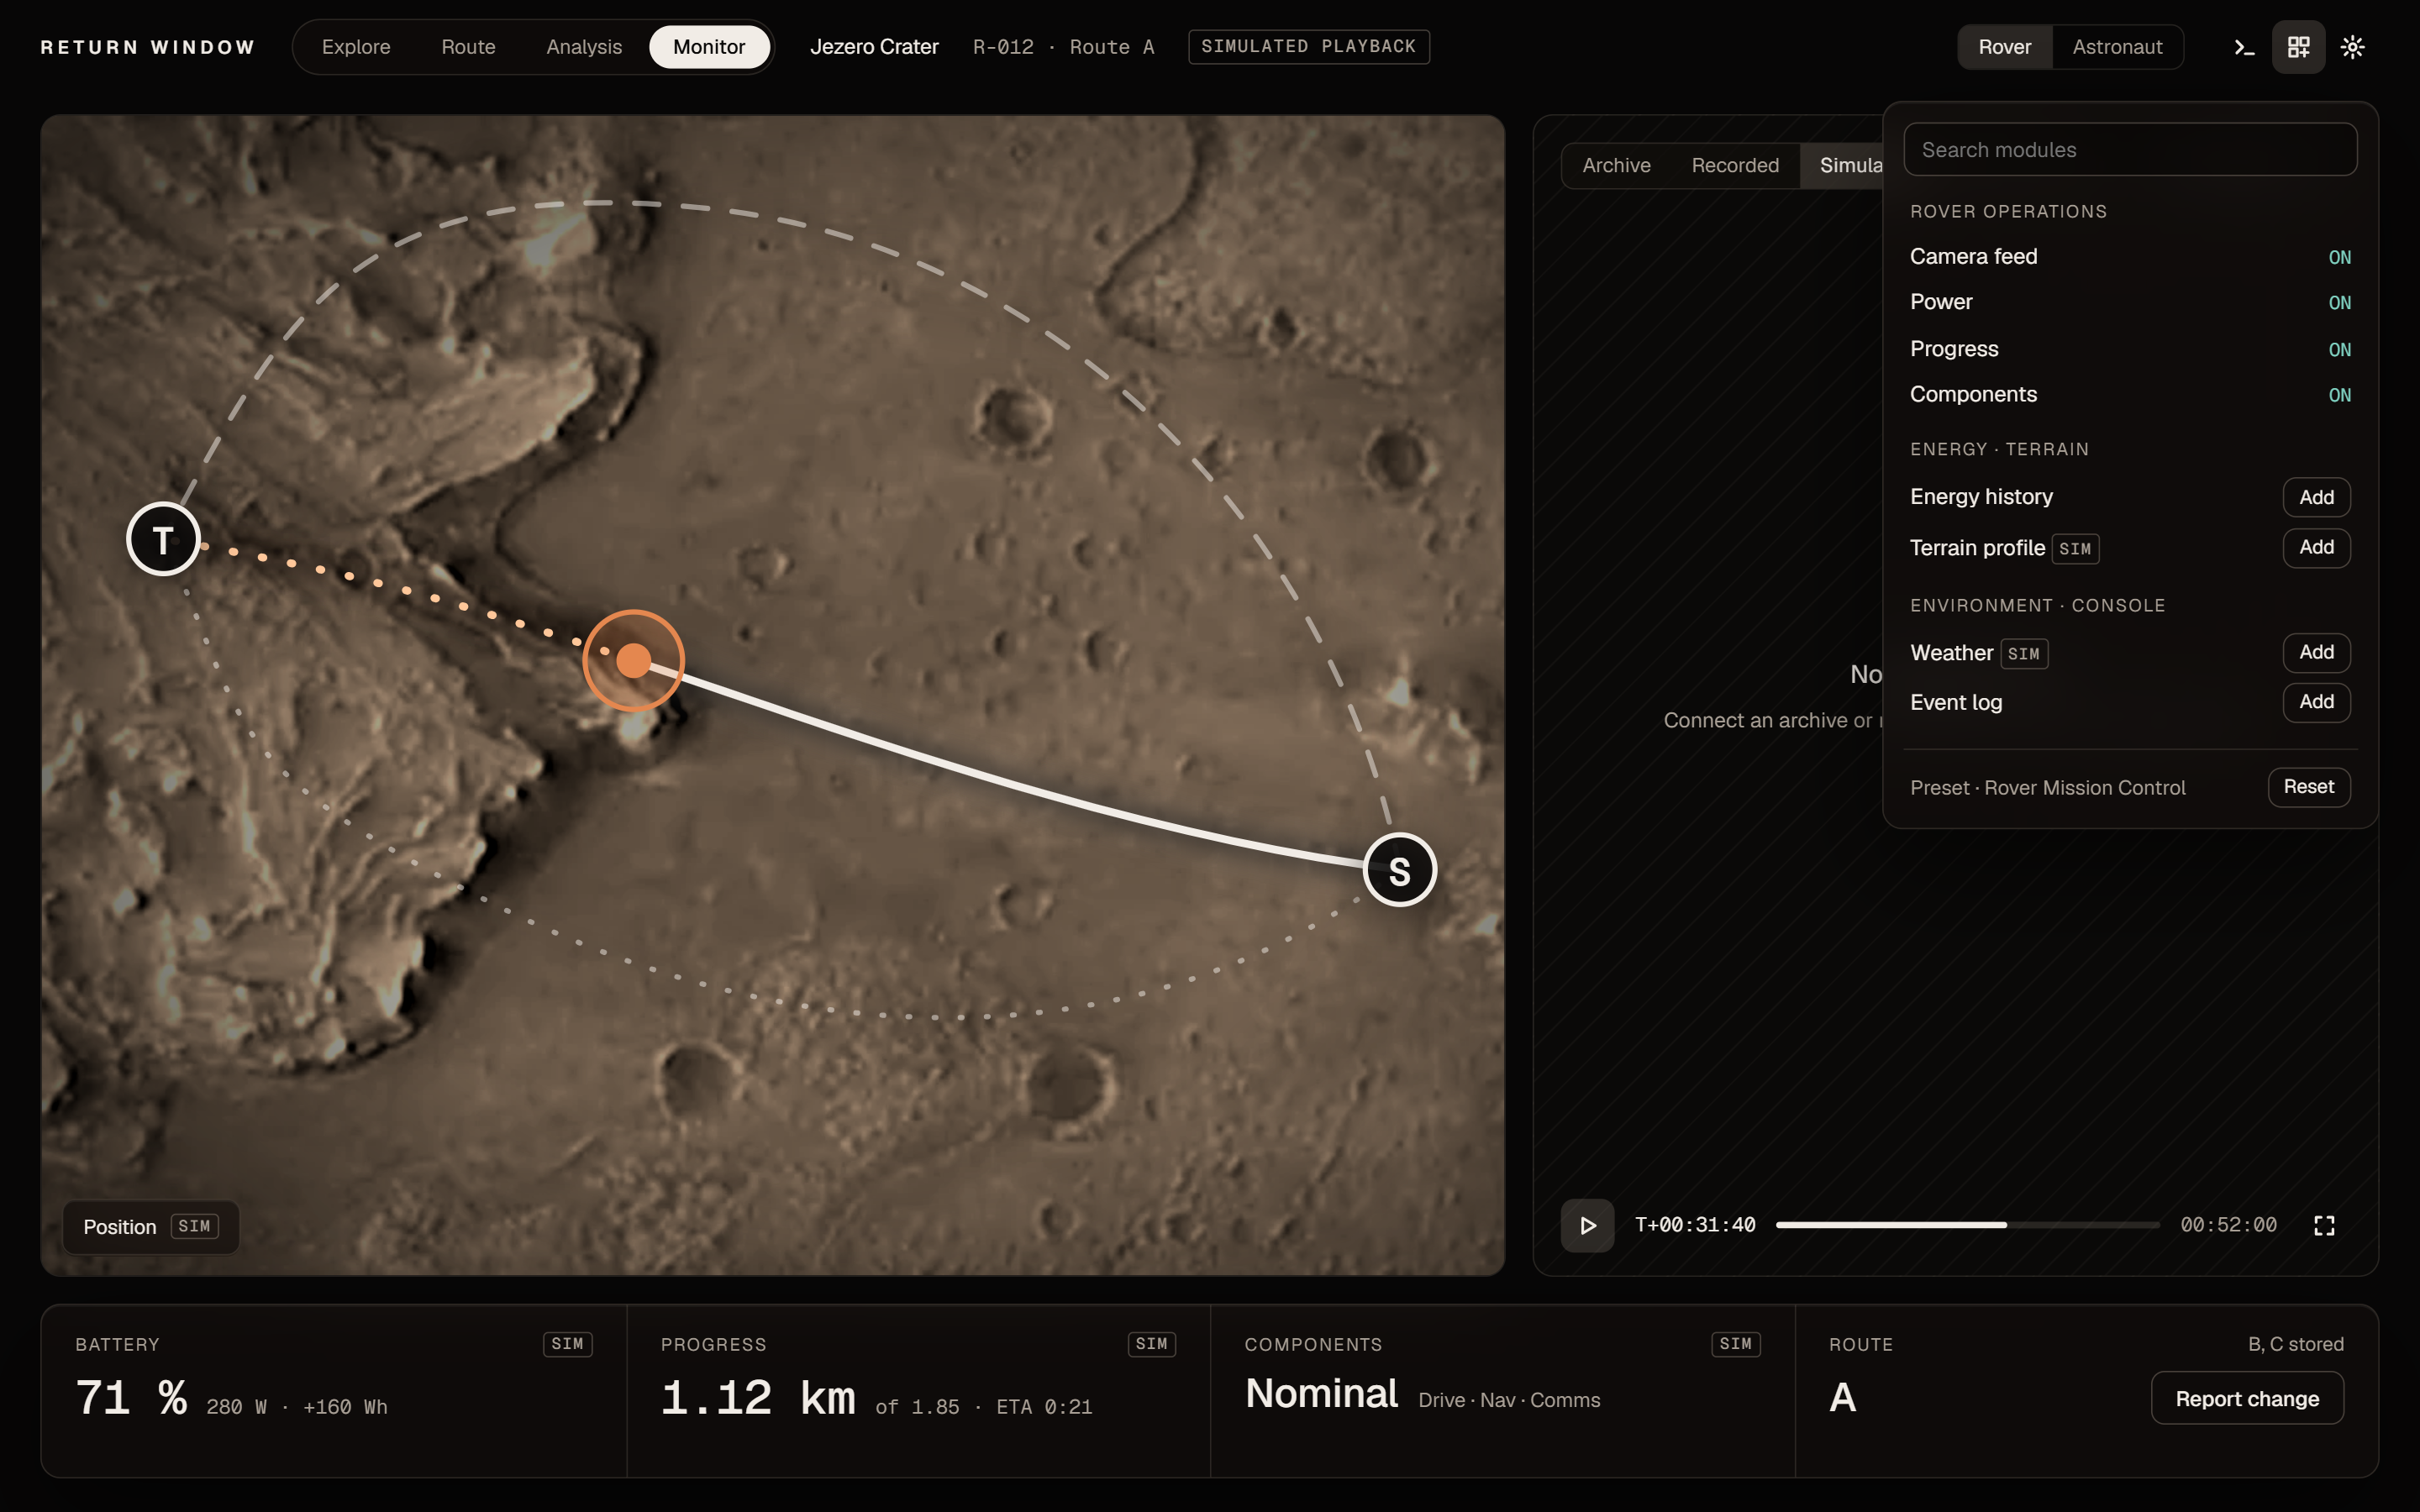 RETURN WINDOW Explore Route Analysis Monitor Jezero Crater R-012 · Route A SIMULATED PLAYBACK Rover Astronaut
Archive Recorded Simula
Search modules
ROVER OPERATIONS
Camera feed ON
Power ON
Progress ON
Components ON
ENERGY · TERRAIN
Energy history Add
Terrain profile SIM Add
ENVIRONMENT · CONSOLE
Weather SIM Add
Event log Add
Preset · Rover Mission Control Reset
T
S
No
Connect an archive or
Position SIM
T+00:31:40 00:52:00
BATTERY SIM
71 % 280 W · +160 Wh
PROGRESS SIM
1.12 km of 1.85 · ETA 0:21
COMPONENTS SIM
Nominal Drive · Nav · Comms
ROUTE B, C stored
A Report change